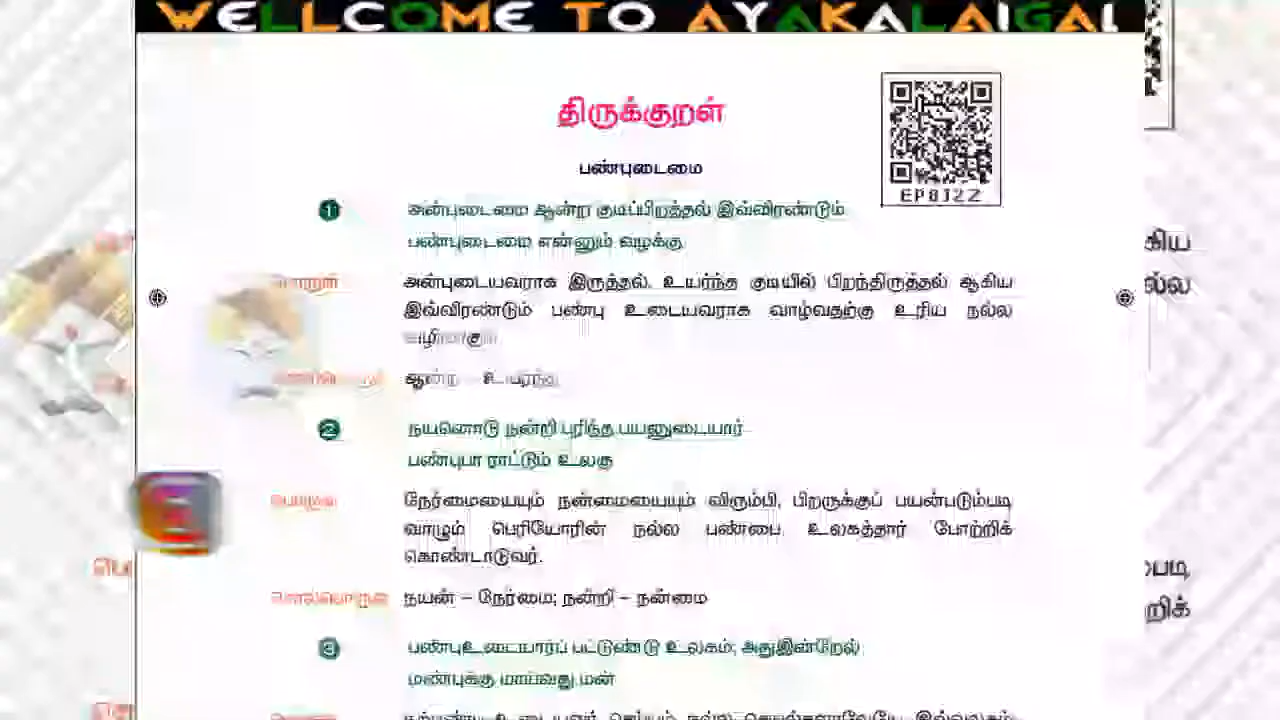 WELLCOME TO AYAKALAIGAI
திருக்குறள்
EP8J2Z
பண்புடைமை
1 அன்புடைமை ஆன்ற குடிப்பிறத்தல் இவ்விரண்டும்
பண்புடைமை என்னும் வழக்கு
பொருள் அன்புடையவராக இருத்தல், உயர்ந்த குடியில் பிறந்திருத்தல் ஆகிய
இவ்விரண்டும் பண்பு உடையவராக வாழ்வதற்கு உரிய நல்ல
ஆன்ற – உயர்ந்த
2 நயனொடு நன்றி புரிந்த பயனுடையார்
பண்புபா ராட்டும் உலகு
பொருள் நேர்மையையும் நன்மையையும் விரும்பி, பிறருக்குப் பயன்படும்படி
வாழும் பெரியோரின் நல்ல பண்பை உலகத்தார் போற்றிக்
கொண்டாடுவர்.
சொல்பொருள் நயன் – நேர்மை; நன்றி – நன்மை
3 பண்புஉடையார்ப் பட்டுண்டு உலகம்; அதுஇன்றேல்
மண்புக்கு மாய்வது மன்